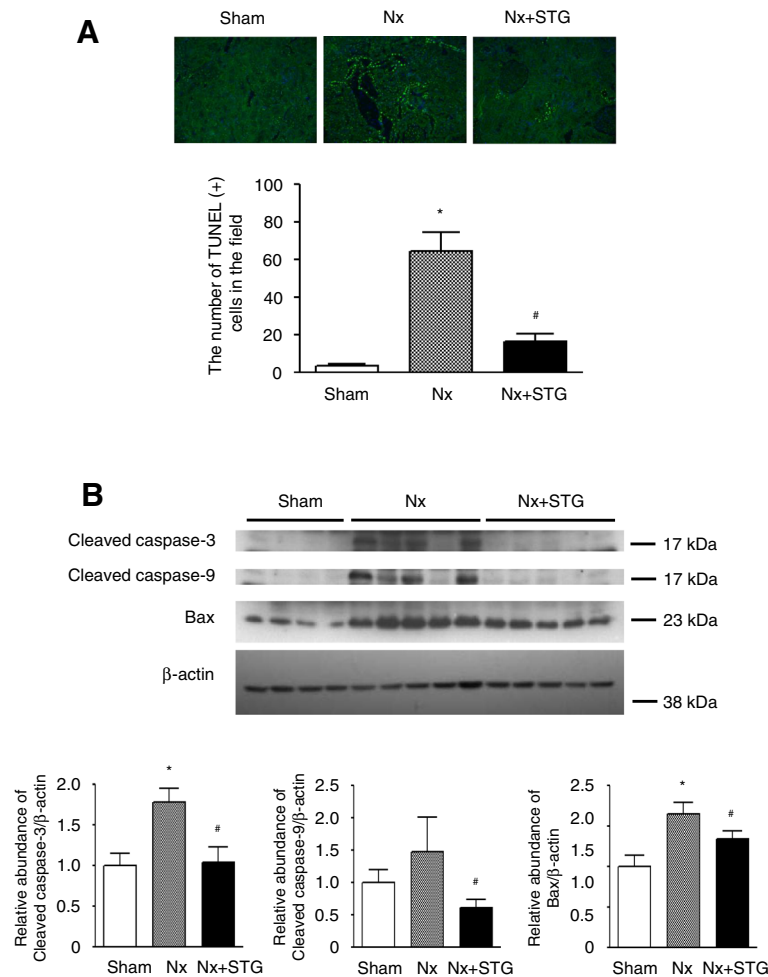 A
Sham
Nx
Nx+STG
The number of TUNEL (+)
cells in the field
100
80
60
40
20
0
*
#
Sham
Nx
Nx+STG
B
Sham
Nx
Nx+STG
Cleaved caspase-3
17 kDa
Cleaved caspase-9
17 kDa
Bax
23 kDa
β-actin
38 kDa
Relative abundance of
Cleaved caspase-3/β-actin
2.0
1.5
1.0
0.5
0
*
#
Sham
Nx
Nx+STG
Relative abundance of
Cleaved caspase-9/β-actin
2.5
2.0
1.5
1.0
0.5
0
#
Sham
Nx
Nx+STG
Relative abundance of
Bax/β-actin
2.5
2.0
1.5
1.0
0.5
0
*
#
Sham
Nx
Nx+STG